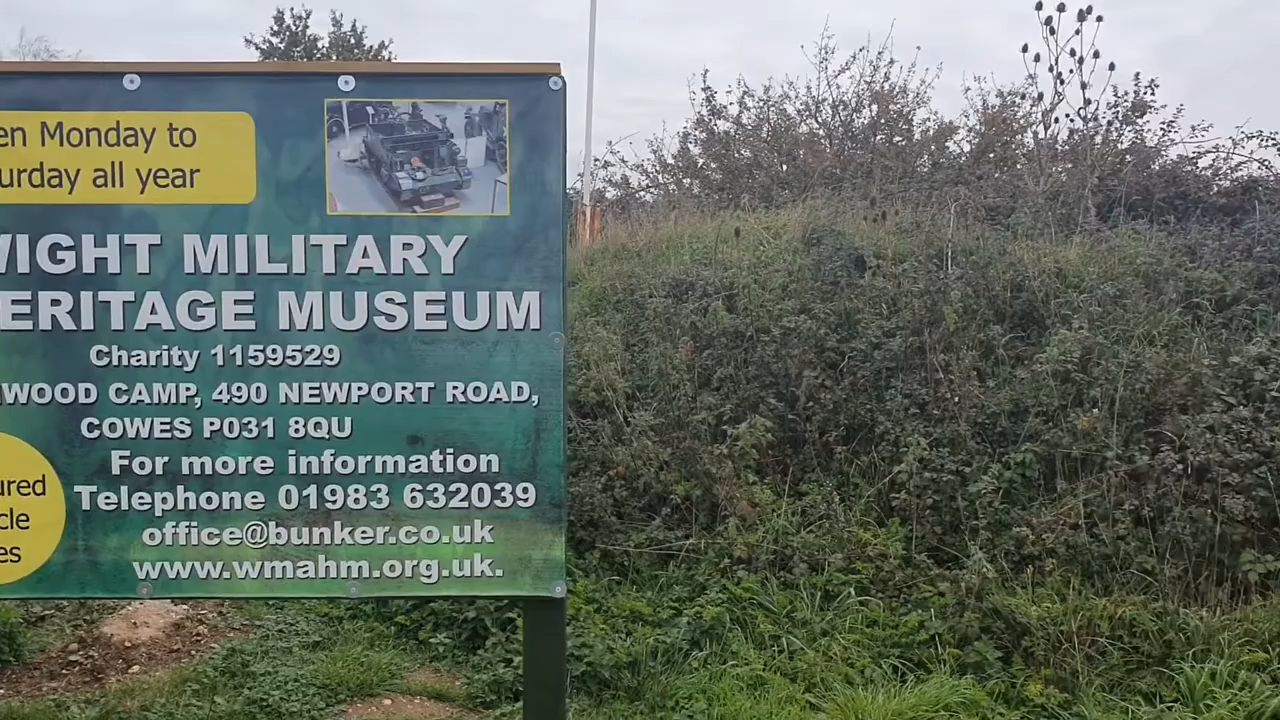 en Monday to
urday all year
WIGHT MILITARY
ERITAGE MUSEUM
Charity 1159529
WOOD CAMP, 490 NEWPORT ROAD,
COWES P031 8QU
For more information
Telephone 01983 632039
office@bunker.co.uk
www.wmahm.org.uk.
ured
cle
es